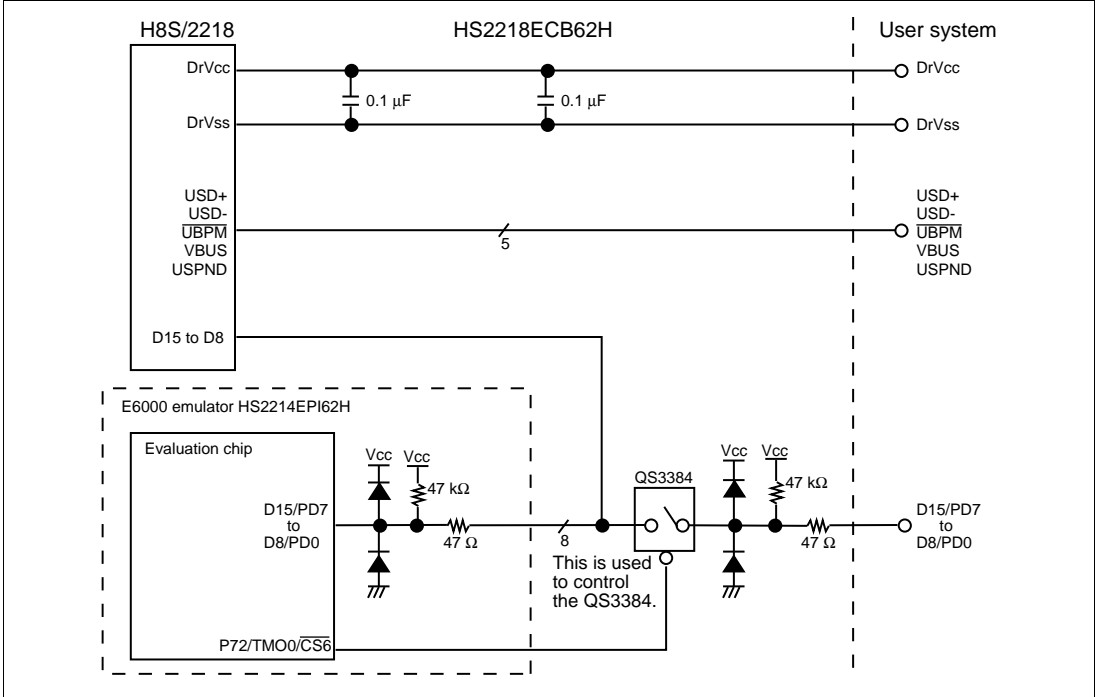 H8S/2218
HS2218ECB62H
User system
DrVcc
0.1 μF
0.1 μF
DrVcc
DrVss
DrVss
USD+
USD-
UBPM
VBUS
USPND
5
USD+
USD-
UBPM
VBUS
USPND
D15 to D8
E6000 emulator HS2214EPI62H
Evaluation chip
Vcc
Vcc
47 kΩ
D15/PD7
to
D8/PD0
47 Ω
8
This is used
to control
the QS3384.
QS3384
Vcc
Vcc
47 kΩ
47 Ω
D15/PD7
to
D8/PD0
P72/TMO0/CS6